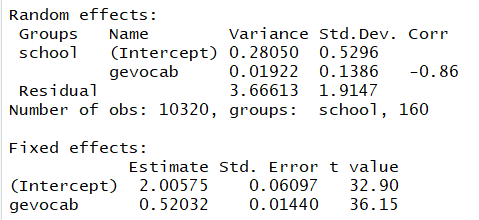 Random effects:
Groups   Name        Variance Std.Dev. Corr
school   (Intercept) 0.28050  0.5296
         gevocab     0.01922  0.1386   -0.86
Residual             3.66613  1.9147
Number of obs: 10320, groups:  school, 160
Fixed effects:
            Estimate Std. Error t value
(Intercept)  2.00575    0.06097   32.90
gevocab      0.52032    0.01440   36.15